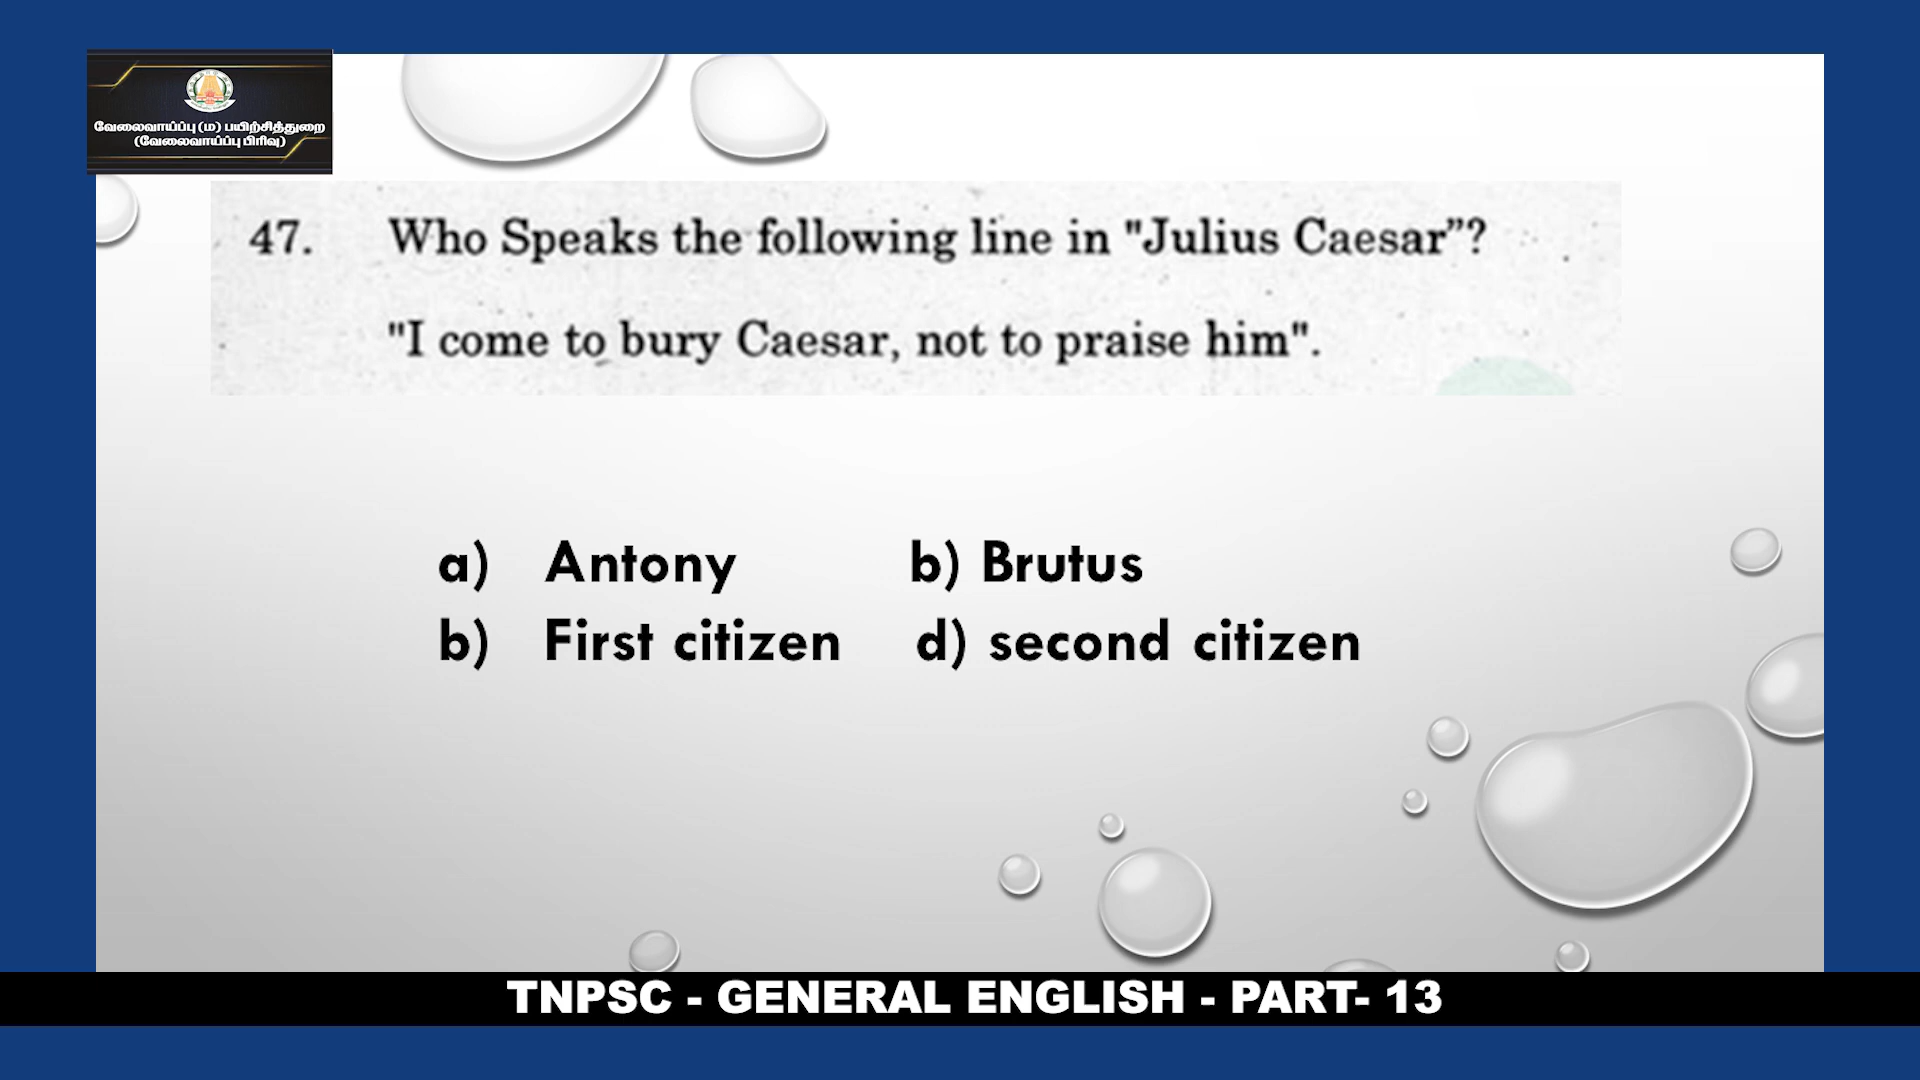 வேலைவாய்ப்பு (ம) பயிற்சித்துறை
(வேலைவாய்ப்பு பிரிவு)
47. Who Speaks the following line in "Julius Caesar”?
"I come to bury Caesar, not to praise him".
a) Antony b) Brutus
b) First citizen d) second citizen
TNPSC - GENERAL ENGLISH - PART- 13